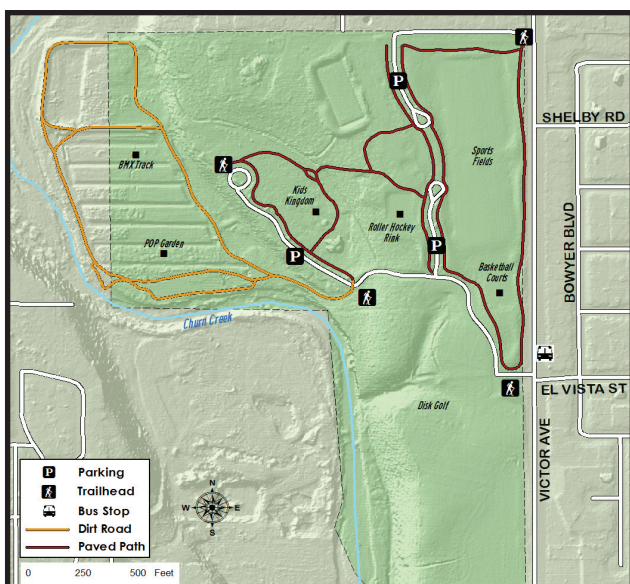 SHELBY RD
Sports
Fields
BMX Track
Kids
Kingdom
Roller Hockey
Rink
POP Garden
Basketball
Courts
BOWYER BLVD
Churn Creek
EL VISTA ST
Disk Golf
VICTOR AVE
P
P
P
P Parking
Trailhead
Bus Stop
Dirt Road
Paved Path
N
W E
S
0 250 500 Feet